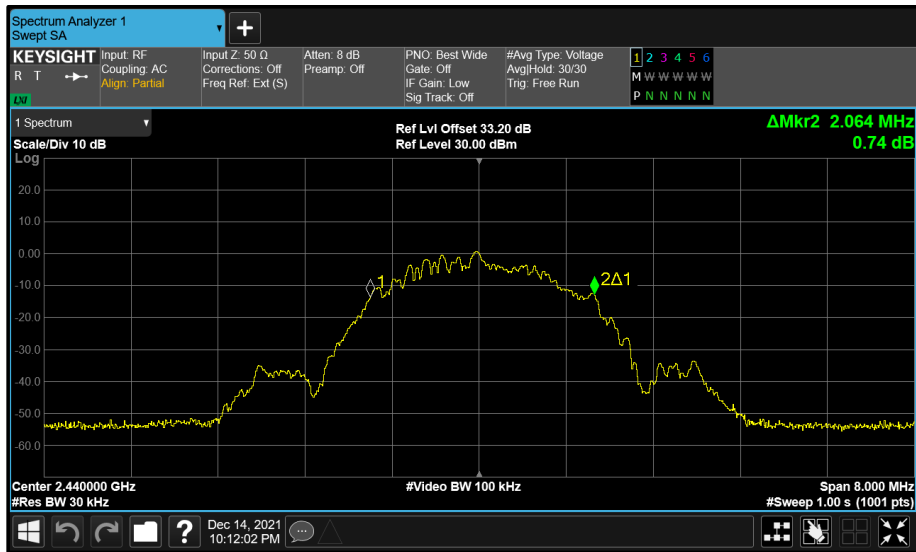 Spectrum Analyzer 1
Swept SA
KEYSIGHT
R T
LXI
Input: RF
Coupling: AC
Align: Partial
Input Z: 50 Ω
Corrections: Off
Freq Ref: Ext (S)
Atten: 8 dB
Preamp: Off
PNO: Best Wide
Gate: Off
IF Gain: Low
Sig Track: Off
#Avg Type: Voltage
Avg|Hold: 30/30
Trig: Free Run
1 2 3 4 5 6
M W W W W W
P N N N N N
1 Spectrum
Scale/Div 10 dB
Ref Lvl Offset 33.20 dB
Ref Level 30.00 dBm
ΔMkr2 2.064 MHz
0.74 dB
Log
20.0
10.0
0.00
-10.0
-20.0
-30.0
-40.0
-50.0
-60.0
1
2Δ1
Center 2.440000 GHz
#Video BW 100 kHz
Span 8.000 MHz
#Res BW 30 kHz
#Sweep 1.00 s (1001 pts)
?
Dec 14, 2021
10:12:02 PM